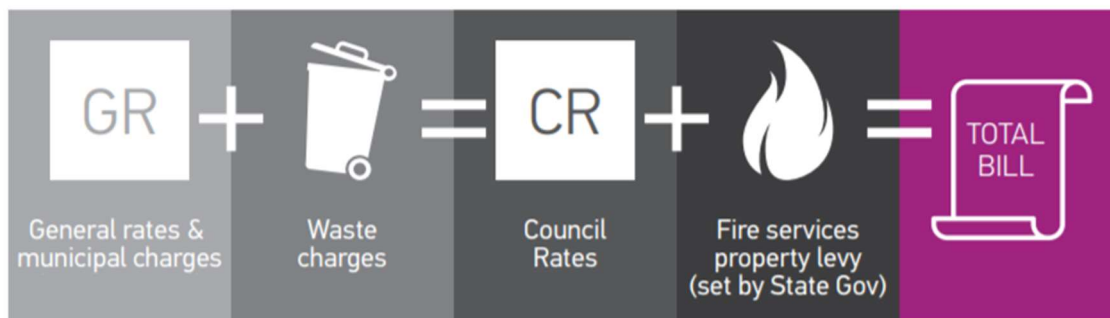 GR
General rates &
municipal charges
+
Waste
charges
=
CR
Council
Rates
+
Fire services
property levy
(set by State Gov)
=
TOTAL
BILL